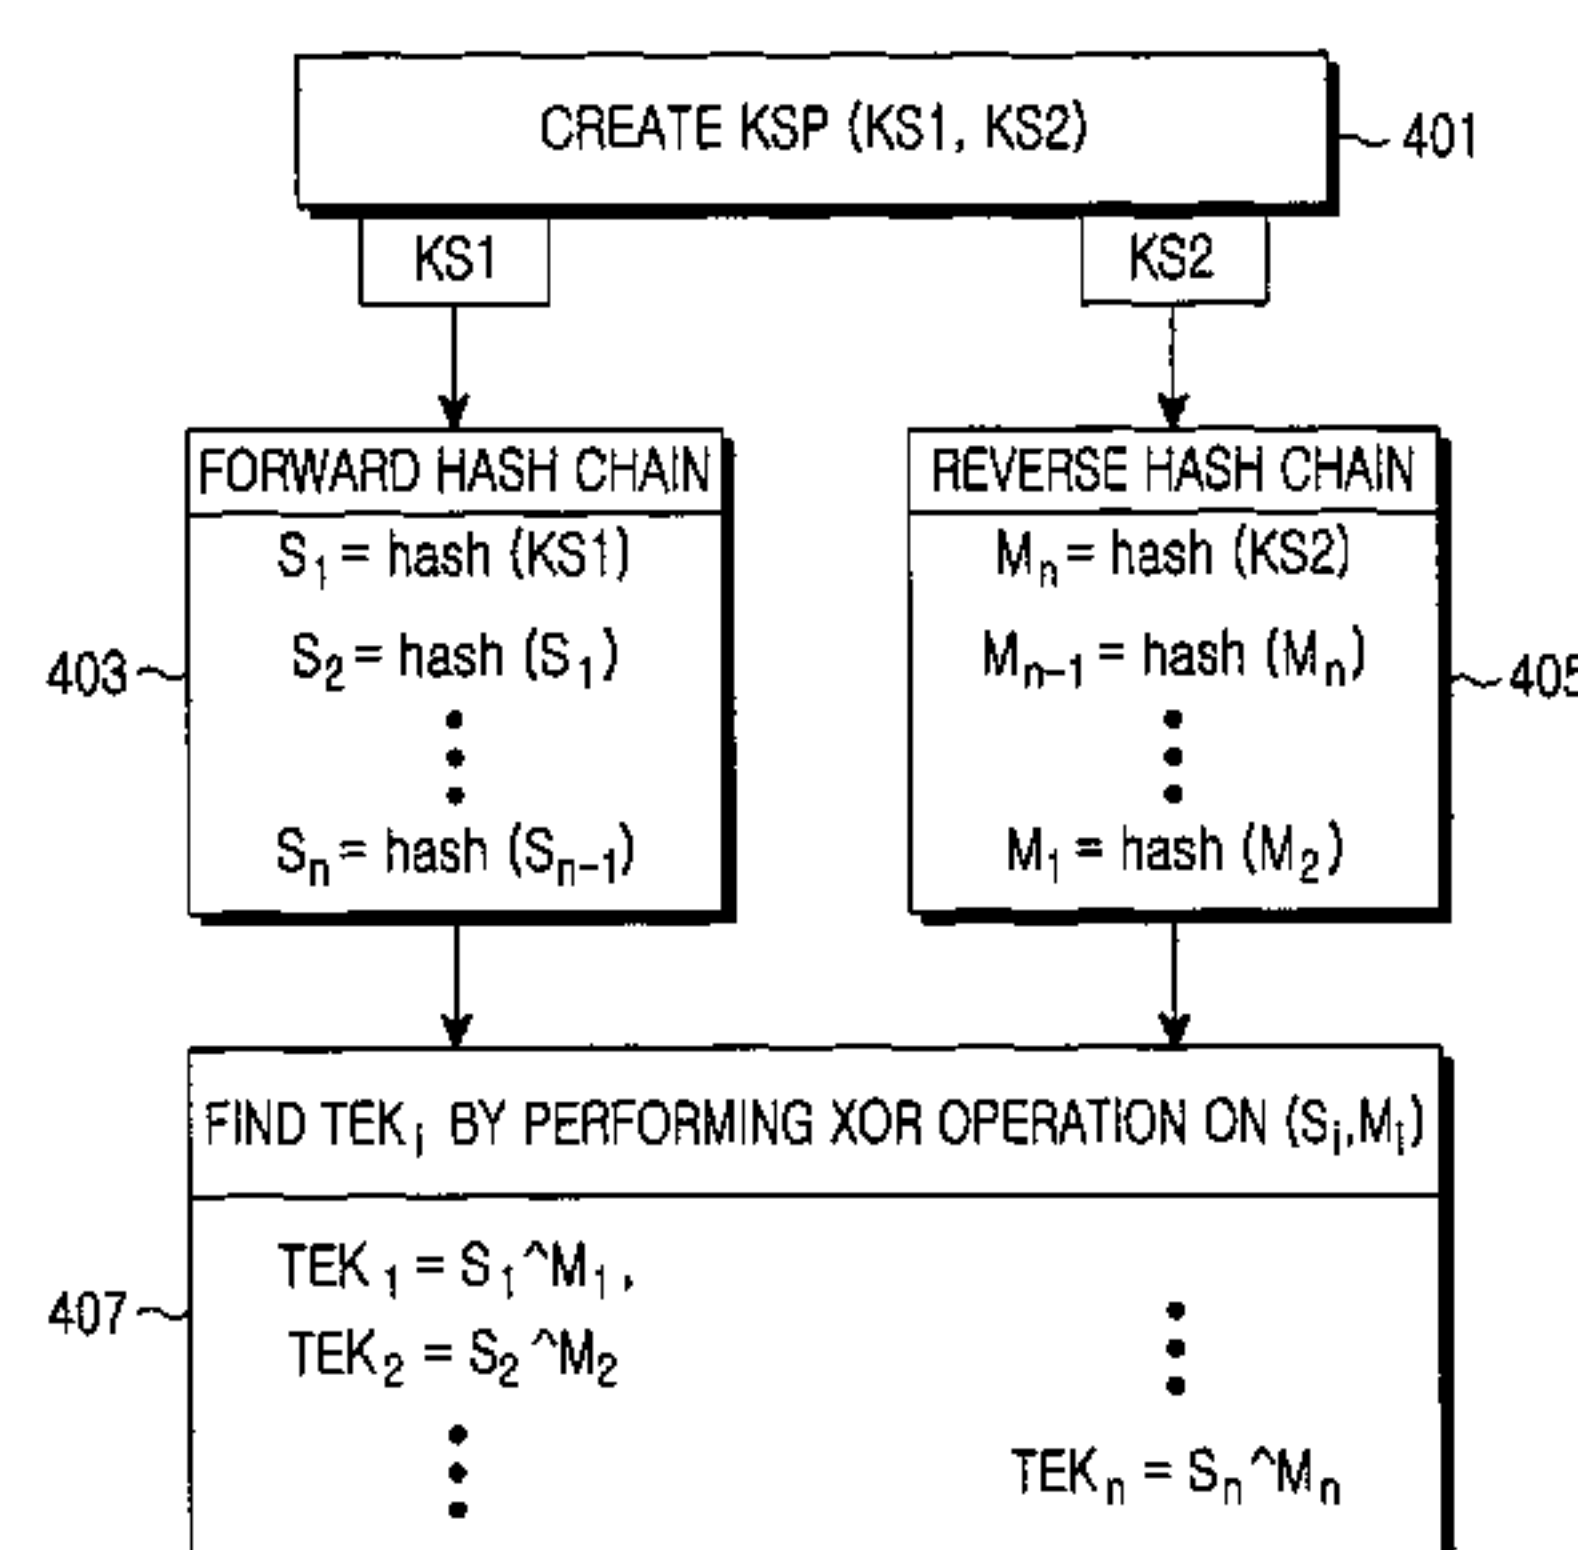 CREATE KSP (KS1, KS2)
401
KS1
KS2
FORWARD HASH CHAIN
S₁ = hash (KS1)
S₂ = hash (S₁)
Sₙ = hash (Sₙ₋₁)
403
REVERSE HASH CHAIN
Mₙ = hash (KS2)
Mₙ₋₁ = hash (Mₙ)
M₁ = hash (M₂)
405
FIND TEKᵢ BY PERFORMING XOR OPERATION ON (Sᵢ,Mᵢ)
407
TEK₁ = S₁^M₁,
TEK₂ = S₂^M₂
TEKₙ = Sₙ^Mₙ